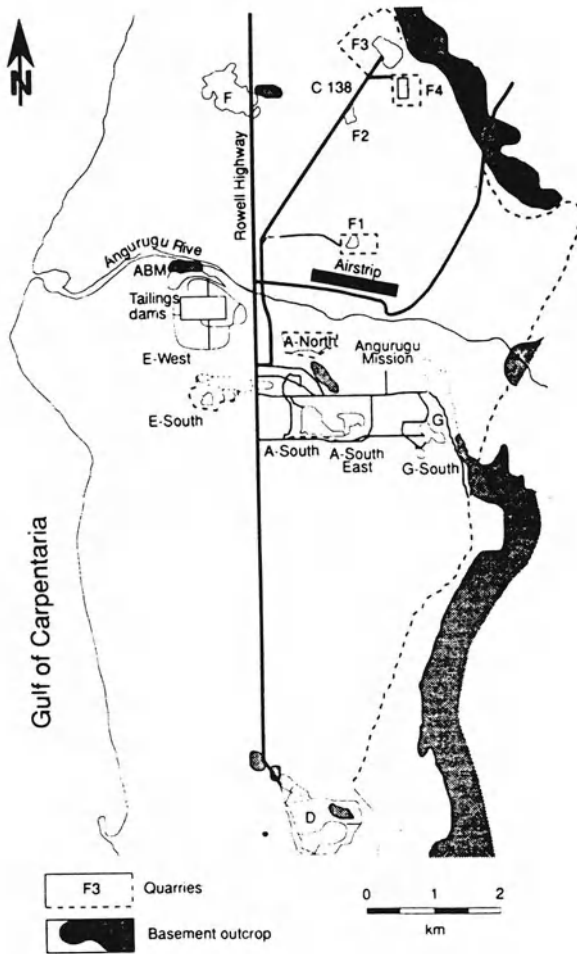 N
F3
C 138
F4
F
F2
Rowell Highway
F1
Airstrip
Angurugu Rive
ABM
Tailings
dams
A-North
Angurugu
Mission
E-West
E-South
G
A-South
A-South
East
G-South
Gulf of Carpentaria
D
F3 Quarries
Basement outcrop
0 1 2
km